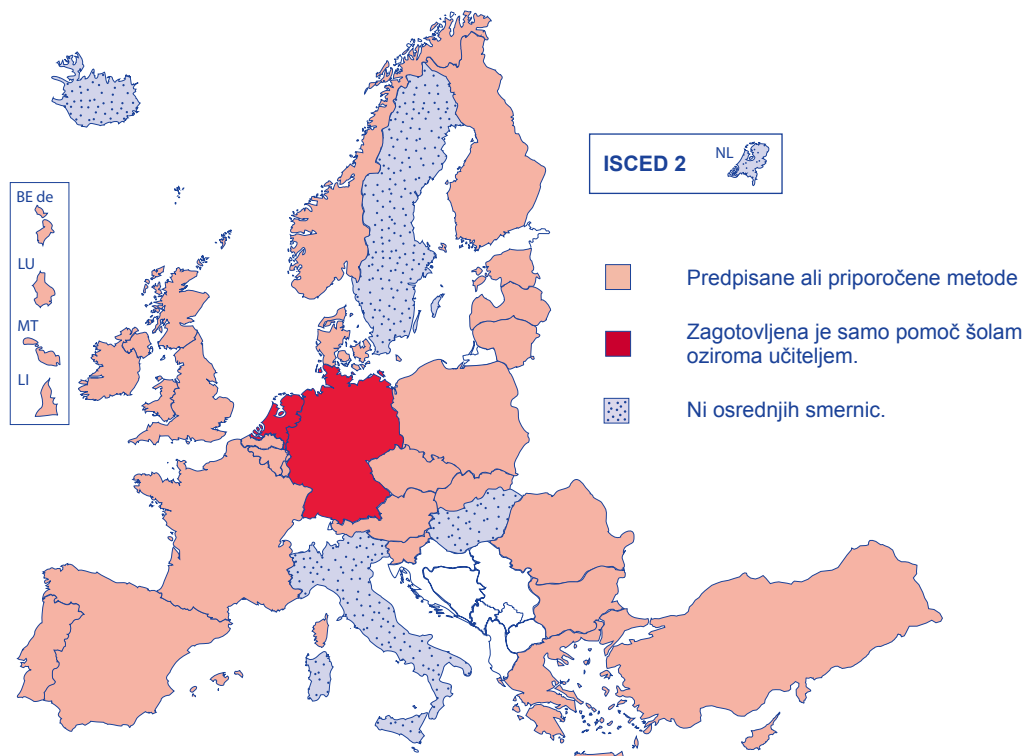 ISCED 2
NL
BE de
LU
MT
LI
Predpisane ali priporočene metode
Zagotovljena je samo pomoč šolam
oziroma učiteljem.
Ni osrednjih smernic.